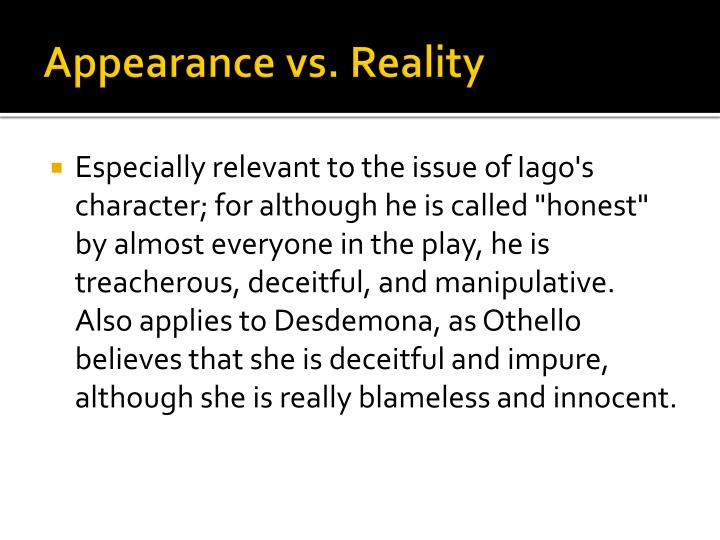 Appearance vs. Reality
Especially relevant to the issue of Iago's
character; for although he is called "honest"
by almost everyone in the play, he is
treacherous, deceitful, and manipulative.
Also applies to Desdemona, as Othello
believes that she is deceitful and impure,
although she is really blameless and innocent.